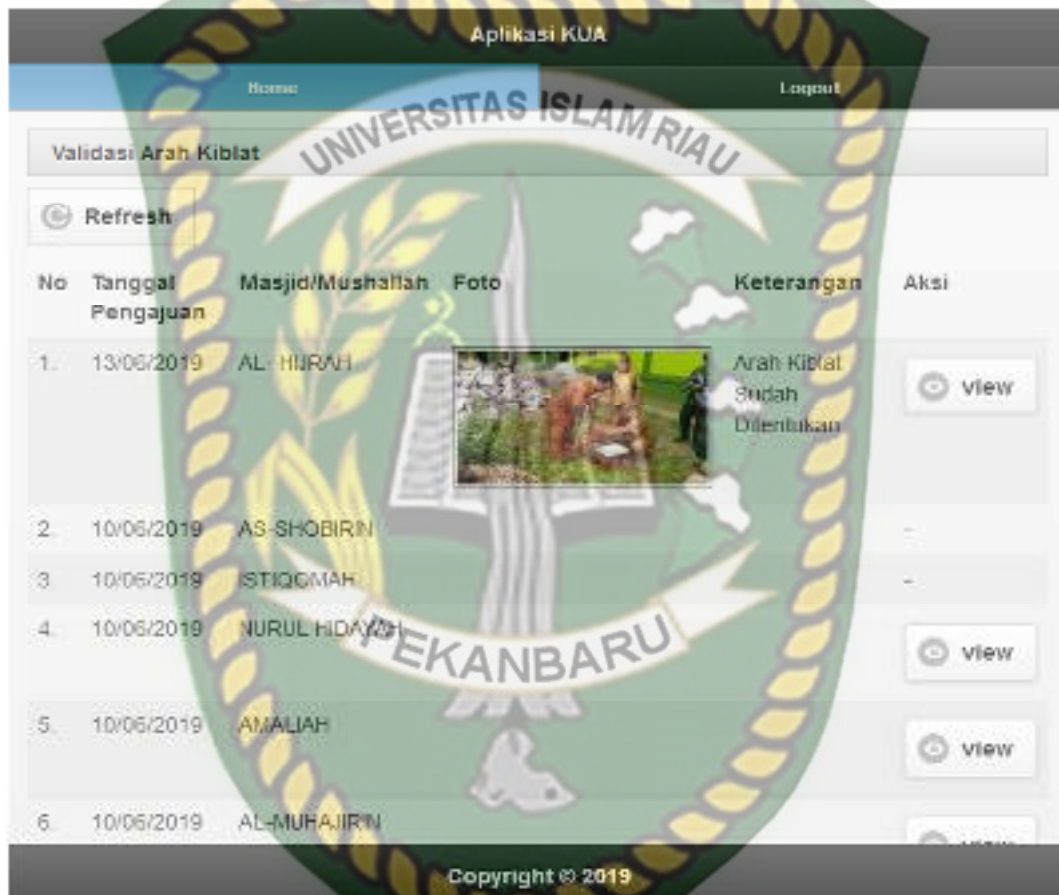 Aplikasi KUA
Home Logout
UNIVERSITAS ISLAM RIAU
Validasi Arah Kiblat
Refresh
No Tanggal Pengajuan Masjid/Mushallah Foto Keterangan Aksi
1. 13/06/2019 AL- HIJRAH Arah Kiblat Sudah Ditentukan view
2. 10/06/2019 AS-SHOBIRIN -
3. 10/06/2019 ISTIQOMAH -
4. 10/06/2019 NURUL HIDAYAH view
PEKANBARU
5. 10/06/2019 AMALIAH view
6. 10/06/2019 AL-MUHAJIRIN view
Copyright © 2019